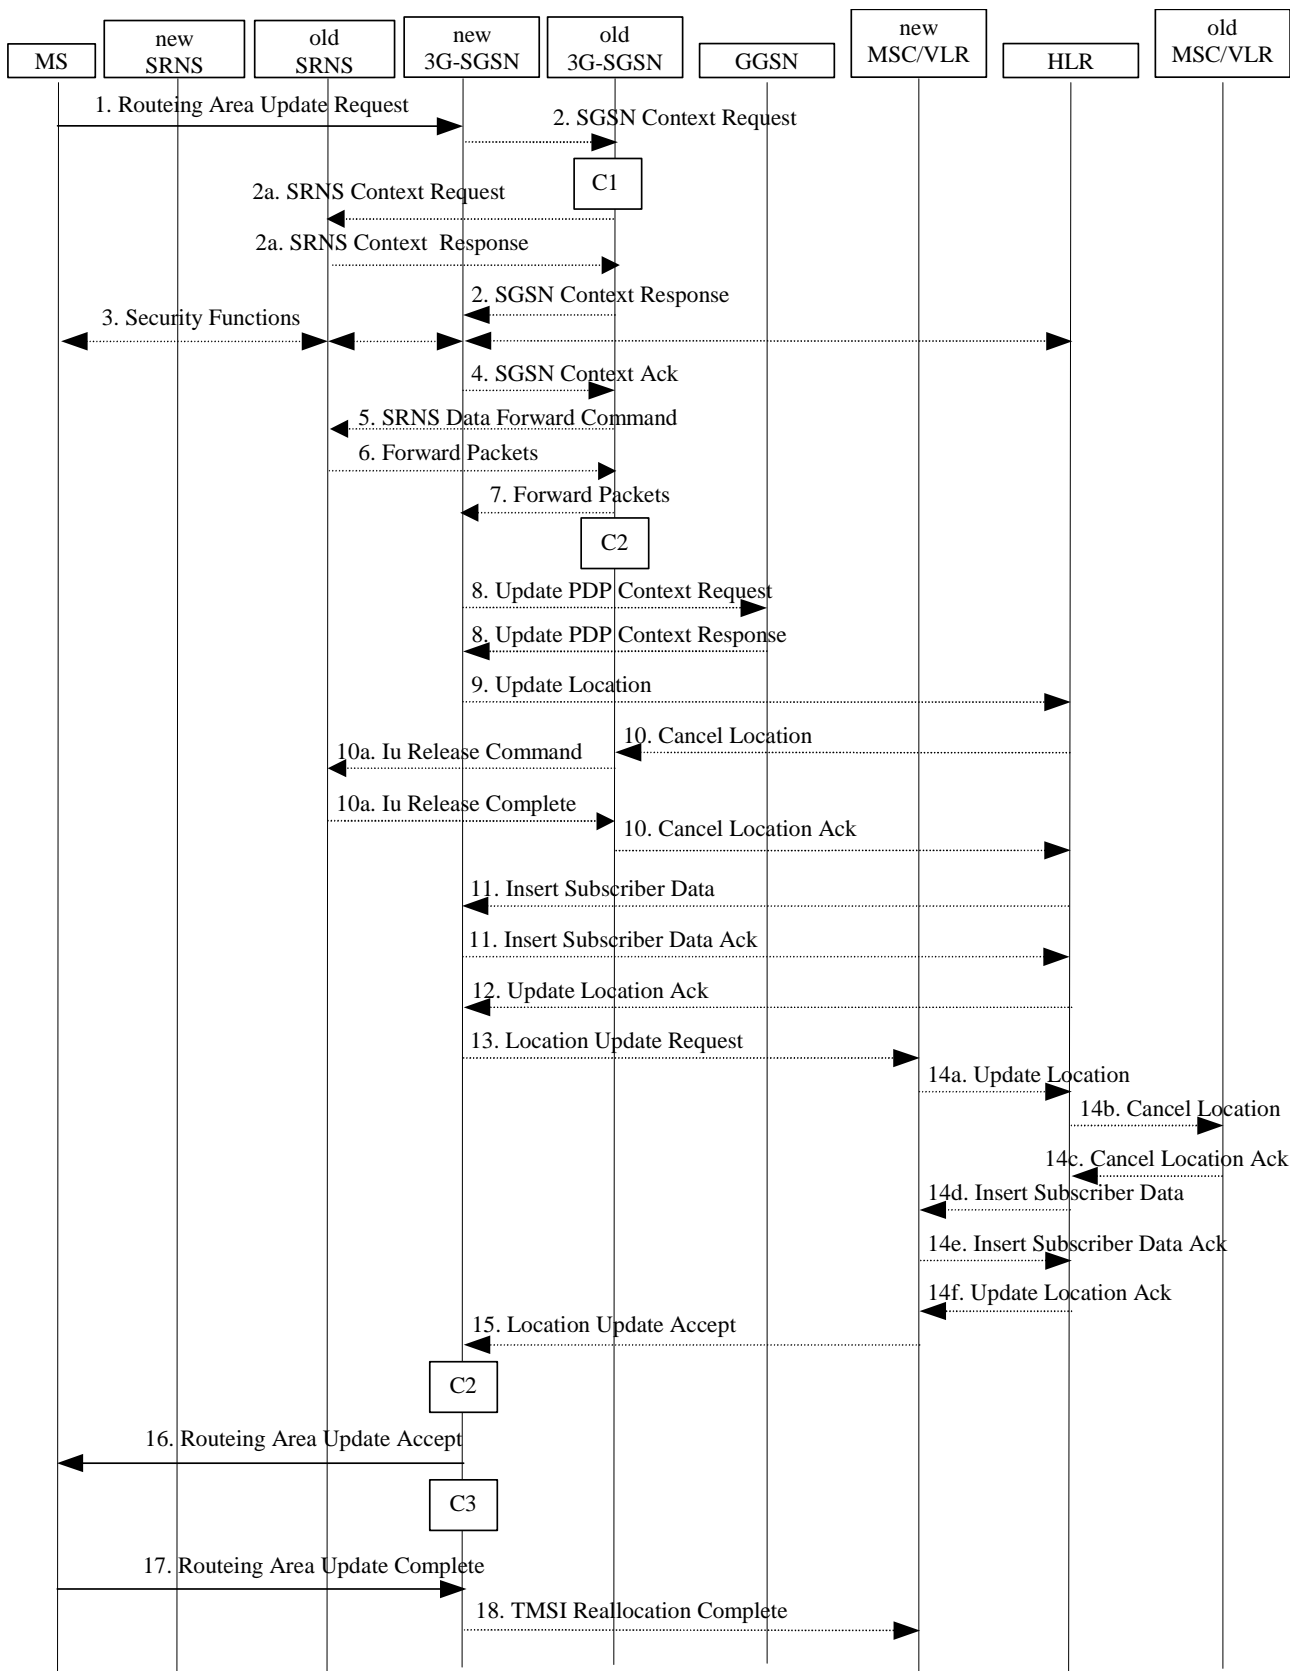 MS
new
SRNS
old
SRNS
new
3G-SGSN
old
3G-SGSN
GGSN
new
MSC/VLR
HLR
old
MSC/VLR
1. Routeing Area Update Request
2. SGSN Context Request
C1
2a. SRNS Context Request
2a. SRNS Context Response
2. SGSN Context Response
3. Security Functions
4. SGSN Context Ack
5. SRNS Data Forward Command
6. Forward Packets
7. Forward Packets
C2
8. Update PDP Context Request
8. Update PDP Context Response
9. Update Location
10. Cancel Location
10a. Iu Release Command
10a. Iu Release Complete
10. Cancel Location Ack
11. Insert Subscriber Data
11. Insert Subscriber Data Ack
12. Update Location Ack
13. Location Update Request
14a. Update Location
14b. Cancel Location
14c. Cancel Location Ack
14d. Insert Subscriber Data
14e. Insert Subscriber Data Ack
14f. Update Location Ack
15. Location Update Accept
C2
16. Routeing Area Update Accept
C3
17. Routeing Area Update Complete
18. TMSI Reallocation Complete